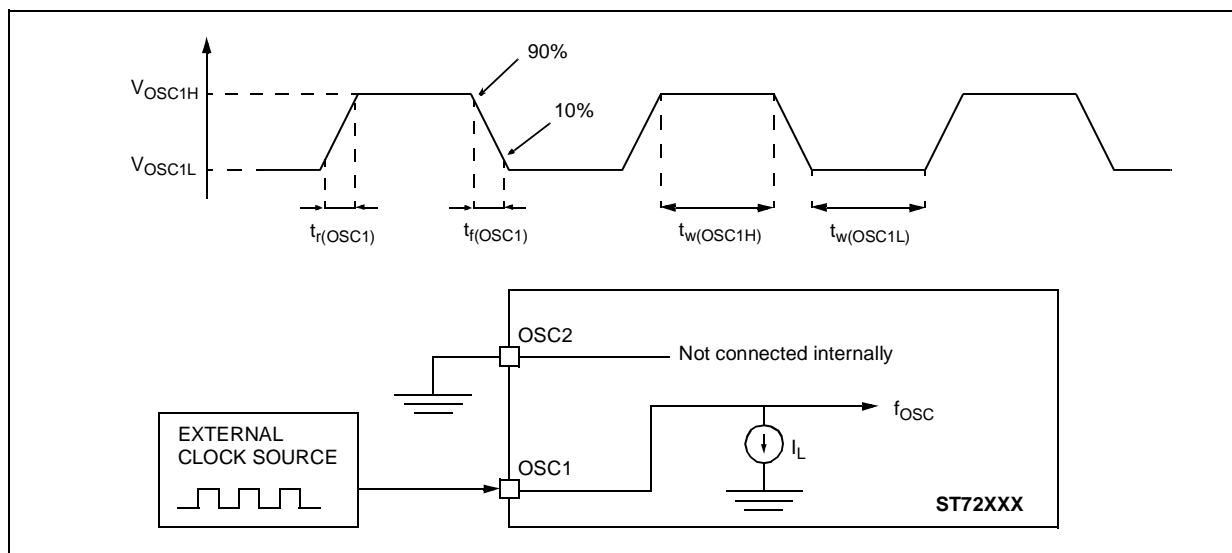 90%
V_OSC1H
10%
V_OSC1L
t_r(OSC1)
t_f(OSC1)
t_w(OSC1H)
t_w(OSC1L)
OSC2
Not connected internally
f_OSC
EXTERNAL
CLOCK SOURCE
I_L
OSC1
ST72XXX